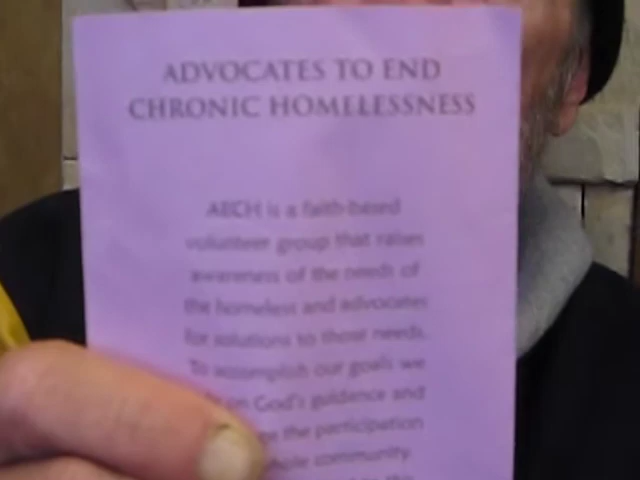 ADVOCATES TO END
CHRONIC HOMELESSNESS
AECH is a faith-based
volunteer group that raises
awareness of the needs of
the homeless and advocates
for solutions to those needs.
To accomplish our goals we
on God's guidance and
the participation
whole community.